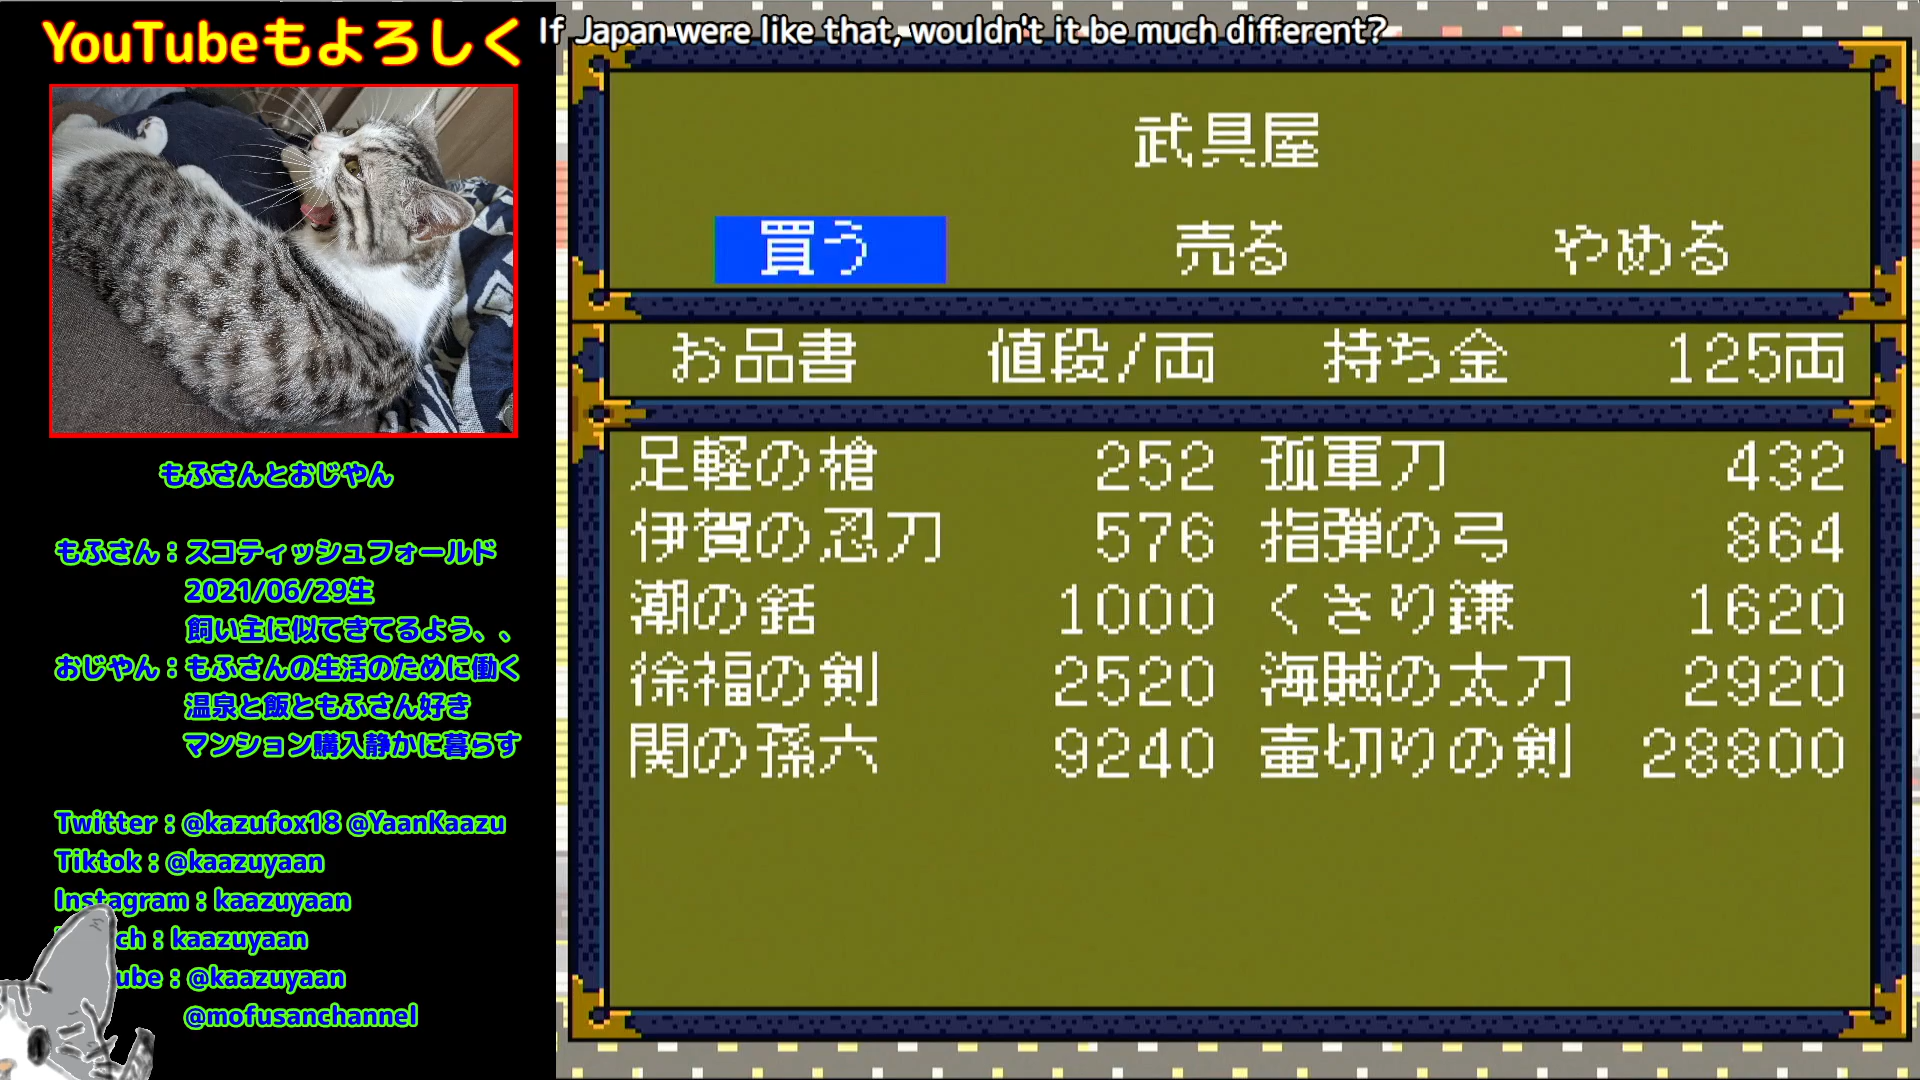 YouTubeもよろしく
If Japan were like that, wouldn't it be much different?
もふさんとおじやん
もふさん：スコティッシュフォールド
2021/06/29生
飼い主に似てきてるよう、、
おじやん：もふさんの生活のために働く
温泉と飯ともふさん好き
マンション購入静かに暮らす
Twitter：@kazufox18 @YaanKaazu
Tiktok：@kaazuyaan
Instagram：kaazuyaan
ch：kaazuyaan
ube：@kaazuyaan
@mofusanchannel
武具屋
買う 売る やめる
お品書 値段/両 持ち金 125両
足軽の槍 252 孤軍刀 432
伊賀の忍刀 576 指弾の弓 864
潮の銛 1000 くさり鎌 1620
徐福の剣 2520 海賊の太刀 2920
関の孫六 9240 壷切りの剣 28800